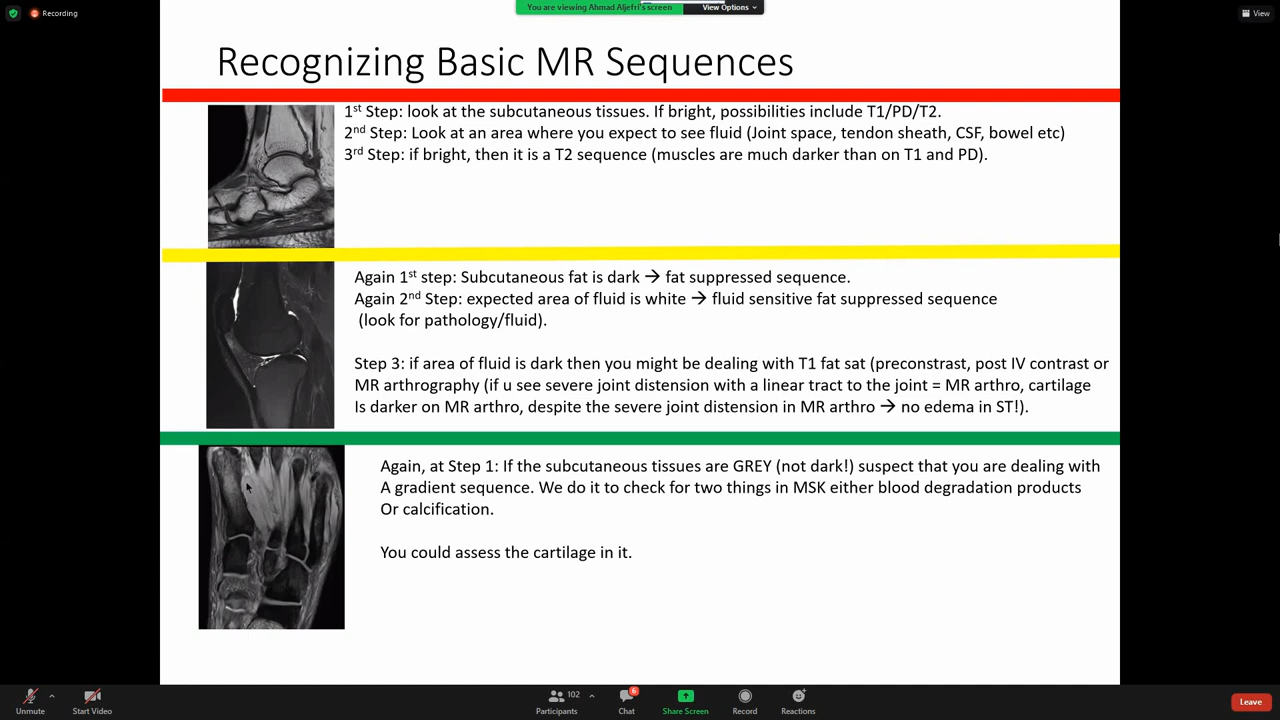 Recording
You are viewing Ahmad Aljefri's screen
View Options
View
Recognizing Basic MR Sequences
1st Step: look at the subcutaneous tissues. If bright, possibilities include T1/PD/T2.
2nd Step: Look at an area where you expect to see fluid (Joint space, tendon sheath, CSF, bowel etc)
3rd Step: if bright, then it is a T2 sequence (muscles are much darker than on T1 and PD).
Again 1st step: Subcutaneous fat is dark → fat suppressed sequence.
Again 2nd Step: expected area of fluid is white → fluid sensitive fat suppressed sequence
(look for pathology/fluid).
Step 3: if area of fluid is dark then you might be dealing with T1 fat sat (preconstrast, post IV contrast or
MR arthrography (if u see severe joint distension with a linear tract to the joint = MR arthro, cartilage
Is darker on MR arthro, despite the severe joint distension in MR arthro → no edema in ST!).
Again, at Step 1: If the subcutaneous tissues are GREY (not dark!) suspect that you are dealing with
A gradient sequence. We do it to check for two things in MSK either blood degradation products
Or calcification.
You could assess the cartilage in it.
Unmute
Start Video
102
Participants
6
Chat
Share Screen
Record
Reactions
Leave